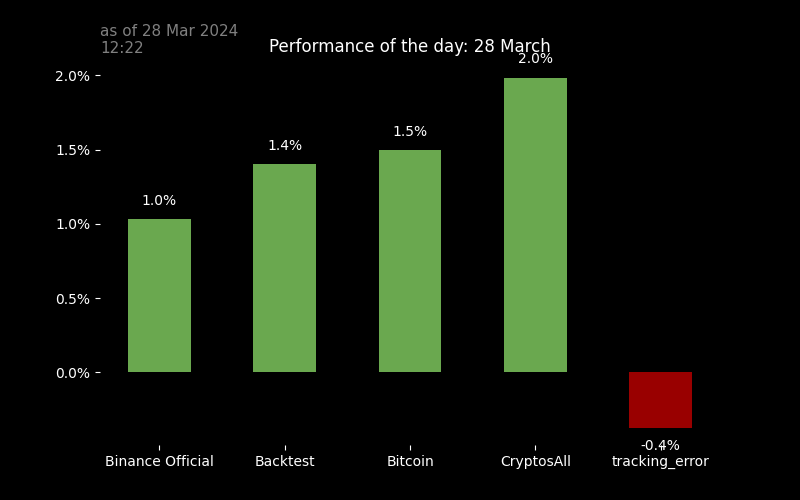 as of 28 Mar 2024
12:22
Performance of the day: 28 March
2.0%
2.0%
1.5%
1.5%
1.4%
1.0%
1.0%
0.5%
0.0%
-0.4%
Binance Official
Backtest
Bitcoin
CryptosAll
tracking_error